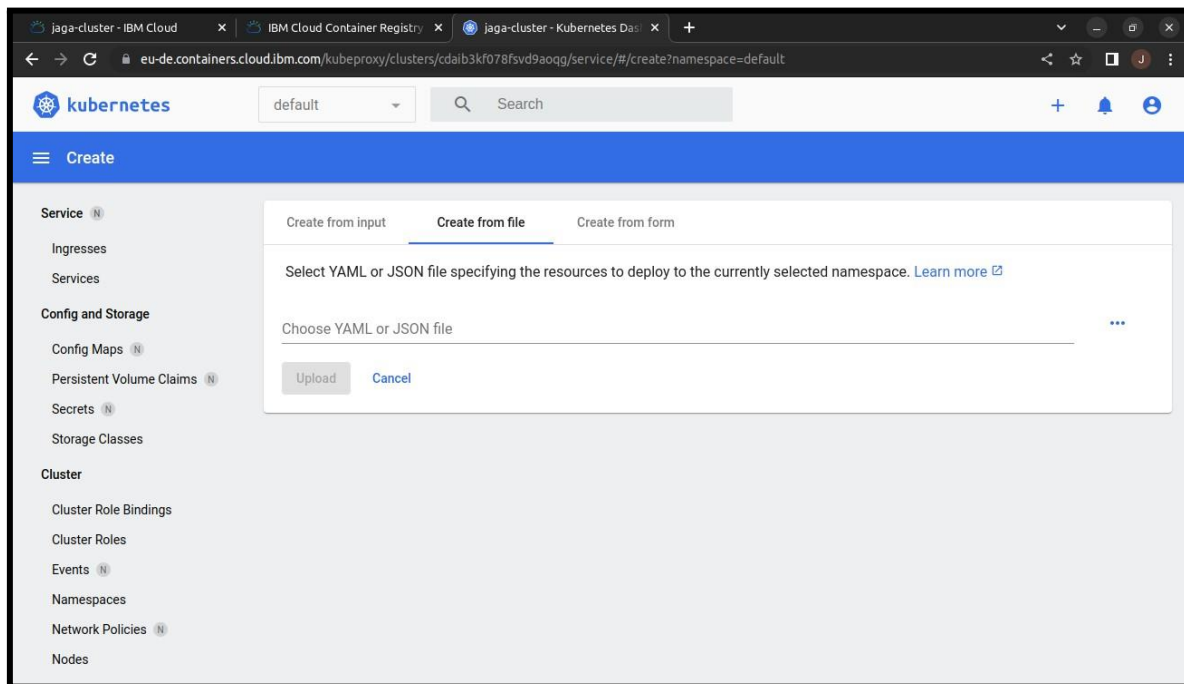 jaga-cluster - IBM Cloud
IBM Cloud Container Registry
jaga-cluster - Kubernetes Das
eu-de.containers.cloud.ibm.com/kubeproxy/clusters/cdaib3kf078fsvd9aoqg/service/#/create?namespace=default
J
kubernetes
default
Search
Create
Service N
Ingresses
Services
Config and Storage
Config Maps N
Persistent Volume Claims N
Secrets N
Storage Classes
Cluster
Cluster Role Bindings
Cluster Roles
Events N
Namespaces
Network Policies N
Nodes
Create from input
Create from file
Create from form
Select YAML or JSON file specifying the resources to deploy to the currently selected namespace. Learn more
Choose YAML or JSON file
Upload
Cancel